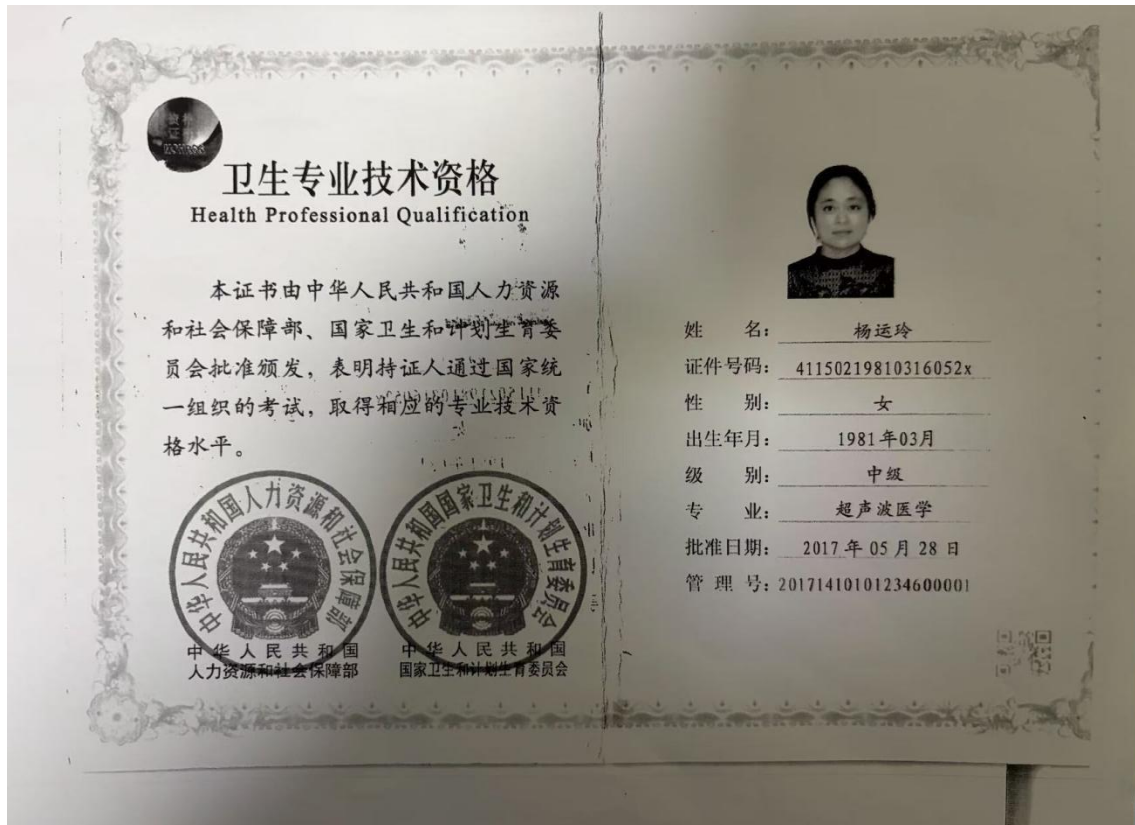 资格
证书
卫生专业技术资格
Health Professional Qualification
本证书由中华人民共和国人力资源
和社会保障部、国家卫生和计划生育委
员会批准颁发，表明持证人通过国家统
一组织的考试，取得相应的专业技术资
格水平。
中华人民共和国人力资源和社会保障部
中华人民共和国国家卫生和计划生育委员会
中华人民共和国
人力资源和社会保障部
中华人民共和国
国家卫生和计划生育委员会
姓 名： 杨运玲
证件号码： 41150219810316052x
性 别： 女
出生年月： 1981年03月
级 别： 中级
专 业： 超声波医学
批准日期： 2017年05月28日
管 理 号： 20171410101234600001